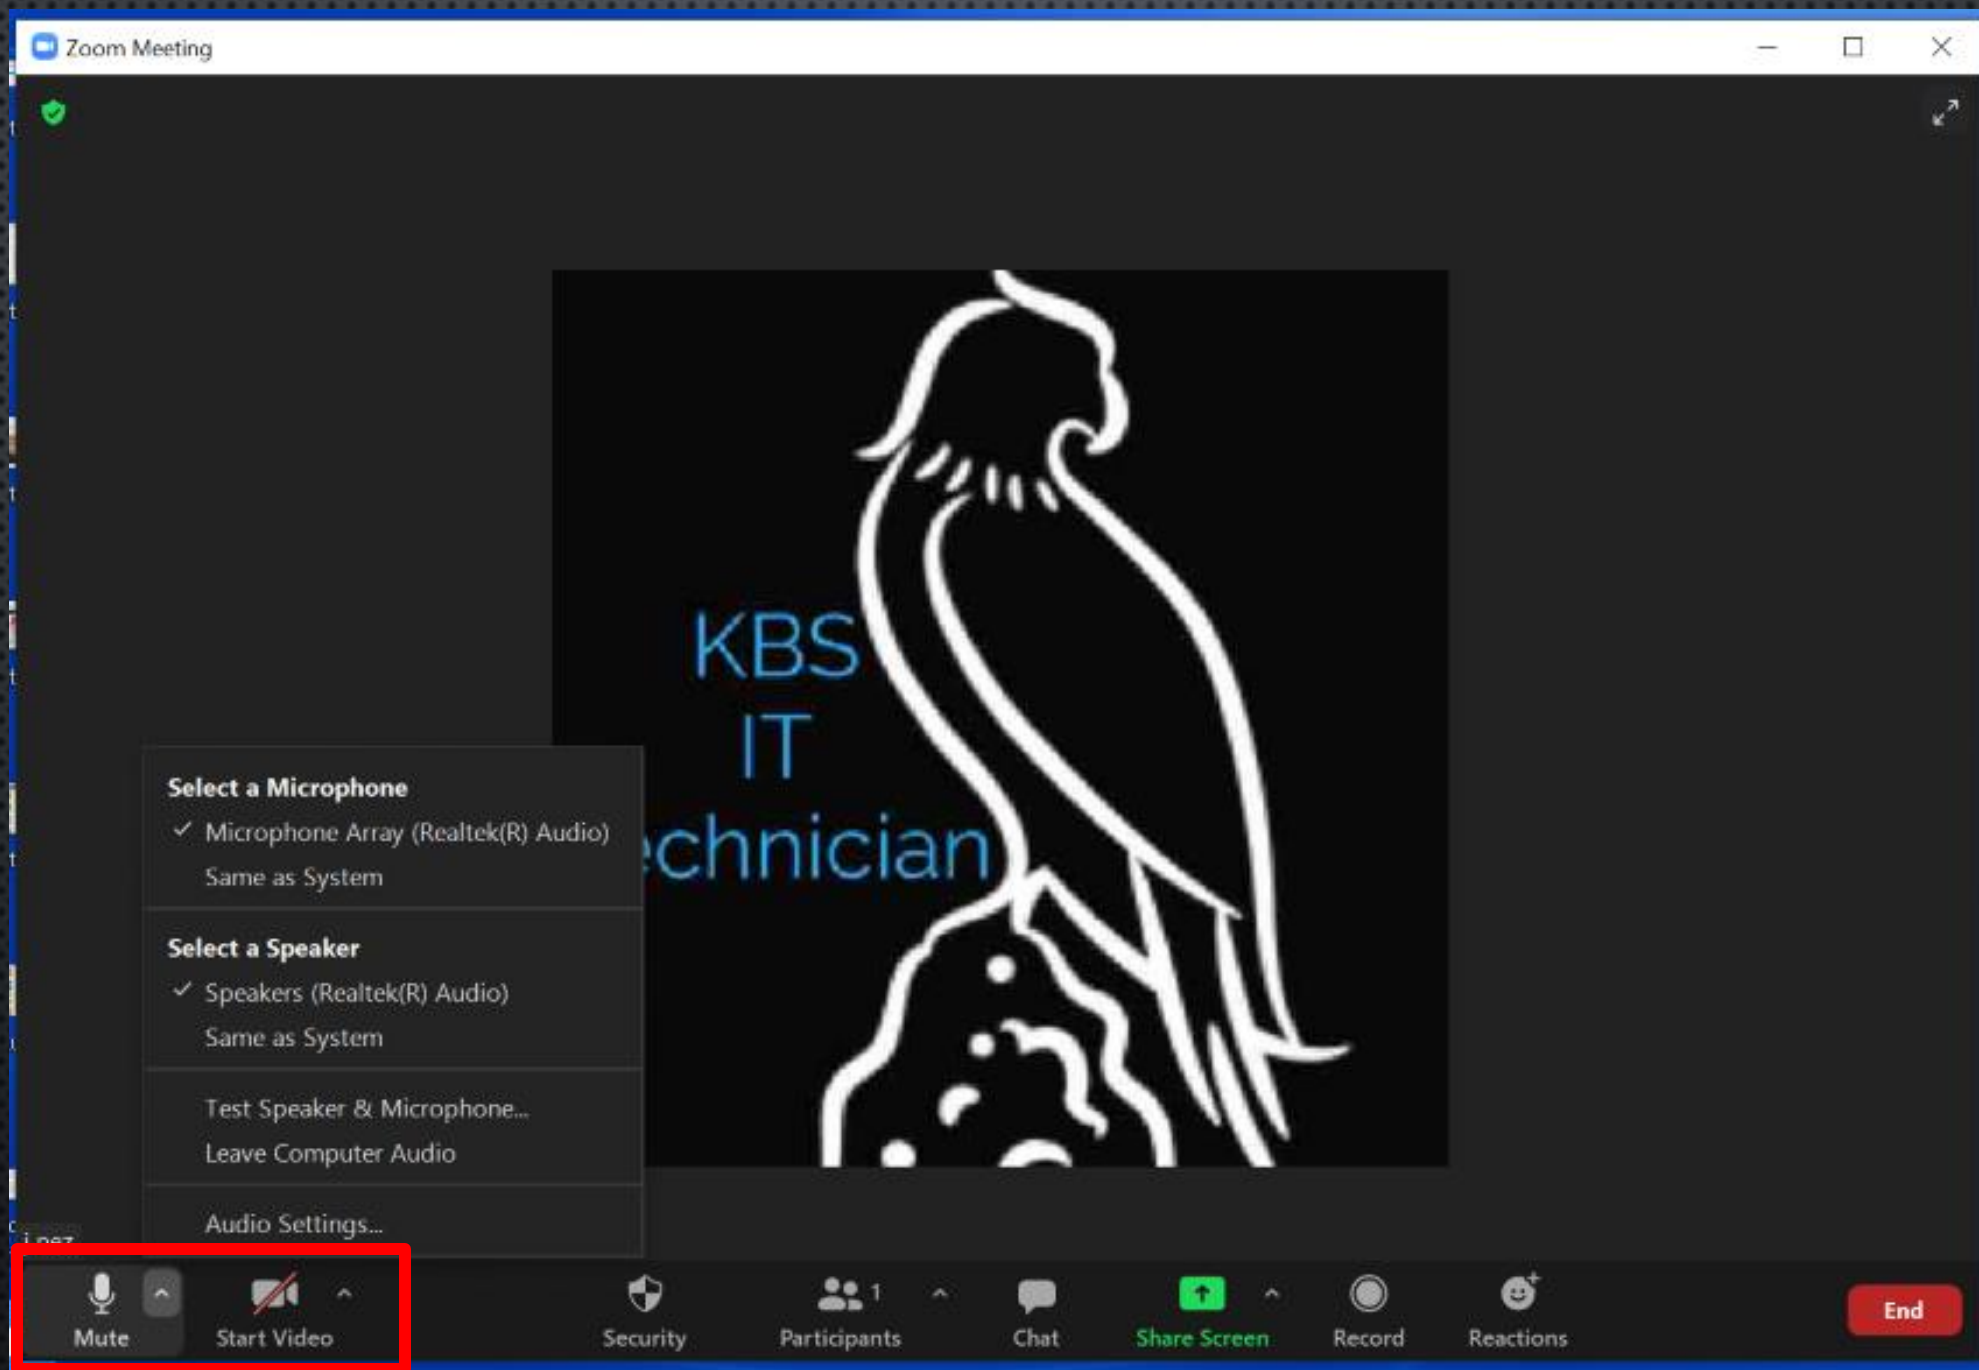 Zoom Meeting
KBS
IT
echnician
Select a Microphone
Microphone Array (Realtek(R) Audio)
Same as System
Select a Speaker
Speakers (Realtek(R) Audio)
Same as System
Test Speaker & Microphone...
Leave Computer Audio
Audio Settings...
Mute
Start Video
Security
Participants 1
Chat
Share Screen
Record
Reactions
End